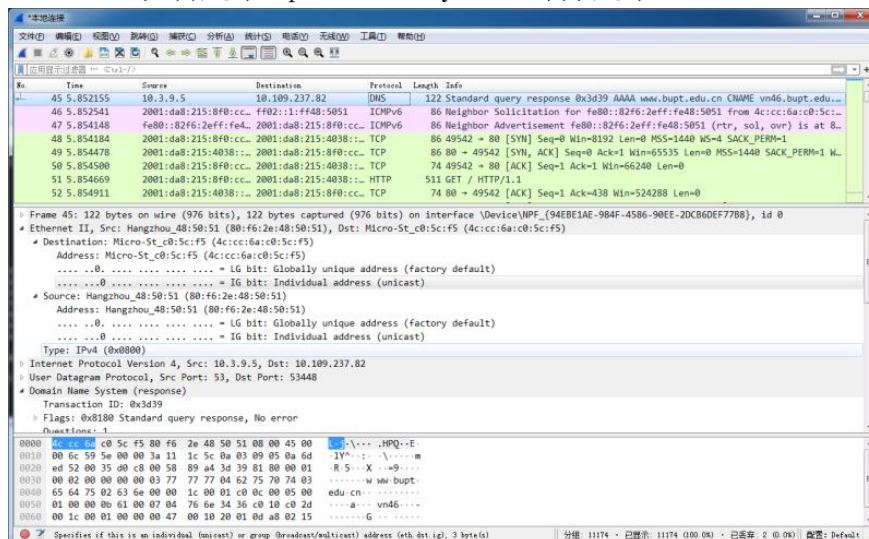 *本地连接
文件(F) 编辑(E) 视图(V) 跳转(G) 捕获(C) 分析(A) 统计(S) 电话(Y) 无线(W) 工具(T) 帮助(H)
应用显示过滤器 … <Ctrl-/>
No. Time Source Destination Protocol Length Info
45 5.852155 10.3.9.5 10.109.237.82 DNS 122 Standard query response 0x3d39 AAAA www.bupt.edu.cn CNAME vn46.bupt.edu…
46 5.852541 2001:da8:215:8f0:cc… ff02::1:ff48:5051 ICMPv6 86 Neighbor Solicitation for fe80::82f6:2eff:fe48:5051 from 4c:cc:6a:c0:5c:…
47 5.854148 fe80::82f6:2eff:fe4… 2001:da8:215:8f0:cc… ICMPv6 86 Neighbor Advertisement fe80::82f6:2eff:fe48:5051 (rtr, sol, ovr) is at 8…
48 5.854184 2001:da8:215:8f0:cc… 2001:da8:215:4038::… TCP 86 49542 → 80 [SYN] Seq=0 Win=8192 Len=0 MSS=1440 WS=4 SACK_PERM=1
49 5.854478 2001:da8:215:4038::… 2001:da8:215:8f0:cc… TCP 86 80 → 49542 [SYN, ACK] Seq=0 Ack=1 Win=65535 Len=0 MSS=1440 SACK_PERM=1 W…
50 5.854500 2001:da8:215:8f0:cc… 2001:da8:215:4038::… TCP 74 49542 → 80 [ACK] Seq=1 Ack=1 Win=66240 Len=0
51 5.854669 2001:da8:215:8f0:cc… 2001:da8:215:4038::… HTTP 511 GET / HTTP/1.1
52 5.854911 2001:da8:215:4038::… 2001:da8:215:8f0:cc… TCP 74 80 → 49542 [ACK] Seq=1 Ack=438 Win=524288 Len=0
Frame 45: 122 bytes on wire (976 bits), 122 bytes captured (976 bits) on interface \Device\NPF_{94EBE1AE-984F-4586-90EE-2DCB6DEF77B8}, id 0
Ethernet II, Src: Hangzhou_48:50:51 (80:f6:2e:48:50:51), Dst: Micro-St_c0:5c:f5 (4c:cc:6a:c0:5c:f5)
Destination: Micro-St_c0:5c:f5 (4c:cc:6a:c0:5c:f5)
Address: Micro-St_c0:5c:f5 (4c:cc:6a:c0:5c:f5)
.... ..0. .... .... .... .... = LG bit: Globally unique address (factory default)
.... ...0 .... .... .... .... = IG bit: Individual address (unicast)
Source: Hangzhou_48:50:51 (80:f6:2e:48:50:51)
Address: Hangzhou_48:50:51 (80:f6:2e:48:50:51)
.... ..0. .... .... .... .... = LG bit: Globally unique address (factory default)
.... ...0 .... .... .... .... = IG bit: Individual address (unicast)
Type: IPv4 (0x0800)
Internet Protocol Version 4, Src: 10.3.9.5, Dst: 10.109.237.82
User Datagram Protocol, Src Port: 53, Dst Port: 53448
Domain Name System (response)
Transaction ID: 0x3d39
Flags: 0x8180 Standard query response, No error
Questions: 1
0000 4c cc 6a c0 5c f5 80 f6 2e 48 50 51 08 00 45 00 L·j·\··· .HPQ··E·
0010 00 6c 59 5e 00 00 3a 11 1c 5c 0a 03 09 05 0a 6d ·lY^··:· ·\·····m
0020 ed 52 00 35 d0 c8 00 58 89 a4 3d 39 81 80 00 01 ·R·5···X ··=9····
0030 00 02 00 00 00 00 03 77 77 77 04 62 75 70 74 03 ·······w ww·bupt·
0040 65 64 75 02 63 6e 00 00 1c 00 01 c0 0c 00 05 00 edu·cn·· ········
0050 01 00 00 0b 61 00 07 04 76 6e 34 36 c0 10 c0 2d ····a··· vn46···-
0060 00 1c 00 01 00 00 00 47 00 10 20 01 0d a8 02 15 ·······G ·· ·····
Specifies if this is an individual (unicast) or group (broadcast/multicast) address (eth.dst.ig), 3 byte(s) 分组: 11174 · 已显示: 11174 (100.0%) · 已丢弃: 2 (0.0%) 配置: Default